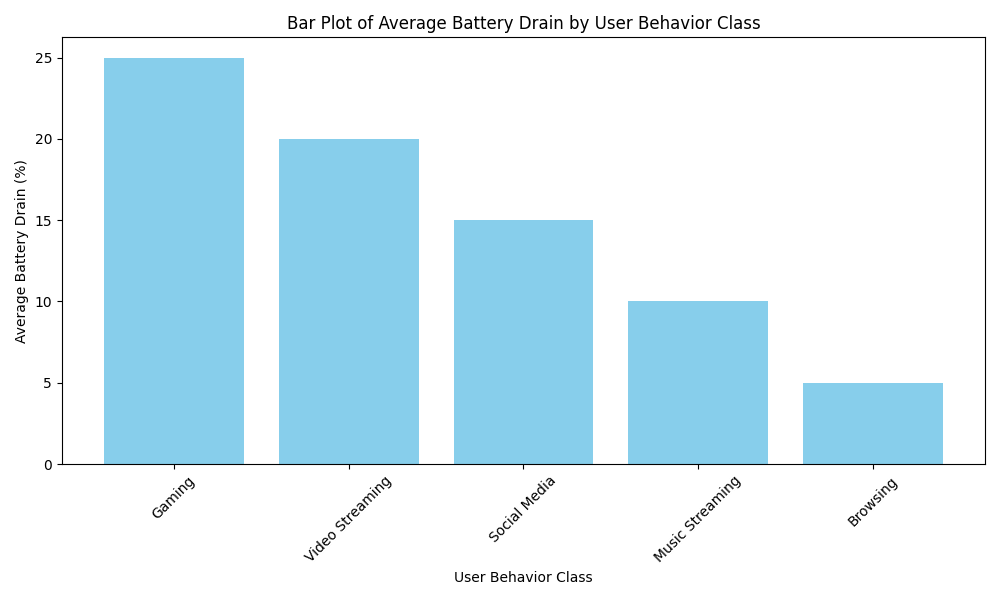 Bar Plot of Average Battery Drain by User Behavior Class
Average Battery Drain (%)
25
20
15
10
5
0
Gaming
Video Streaming
Social Media
Music Streaming
Browsing
User Behavior Class